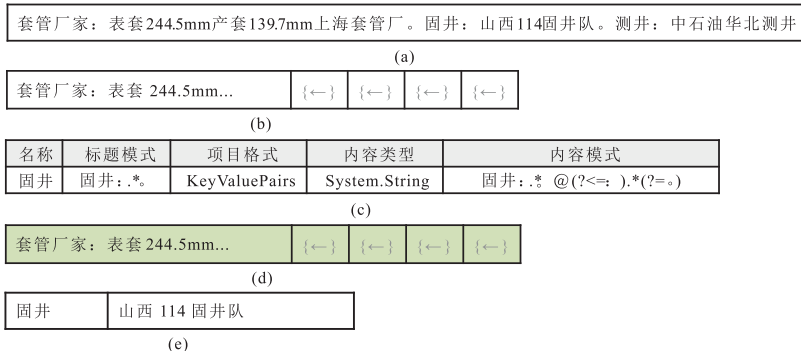 套管厂家：表套244.5mm产套139.7mm上海套管厂。固井：山西114固井队。测井：中石油华北测井
(a)
套管厂家：表套 244.5mm... {←} {←} {←} {←}
(b)
名称 标题模式 项目格式 内容类型 内容模式
固井 固井：.*。 KeyValuePairs System.String 固井：.*。@(?<=：).*(?=。)
(c)
套管厂家：表套244.5mm... {←} {←} {←} {←}
(d)
固井 山西 114 固井队
(e)